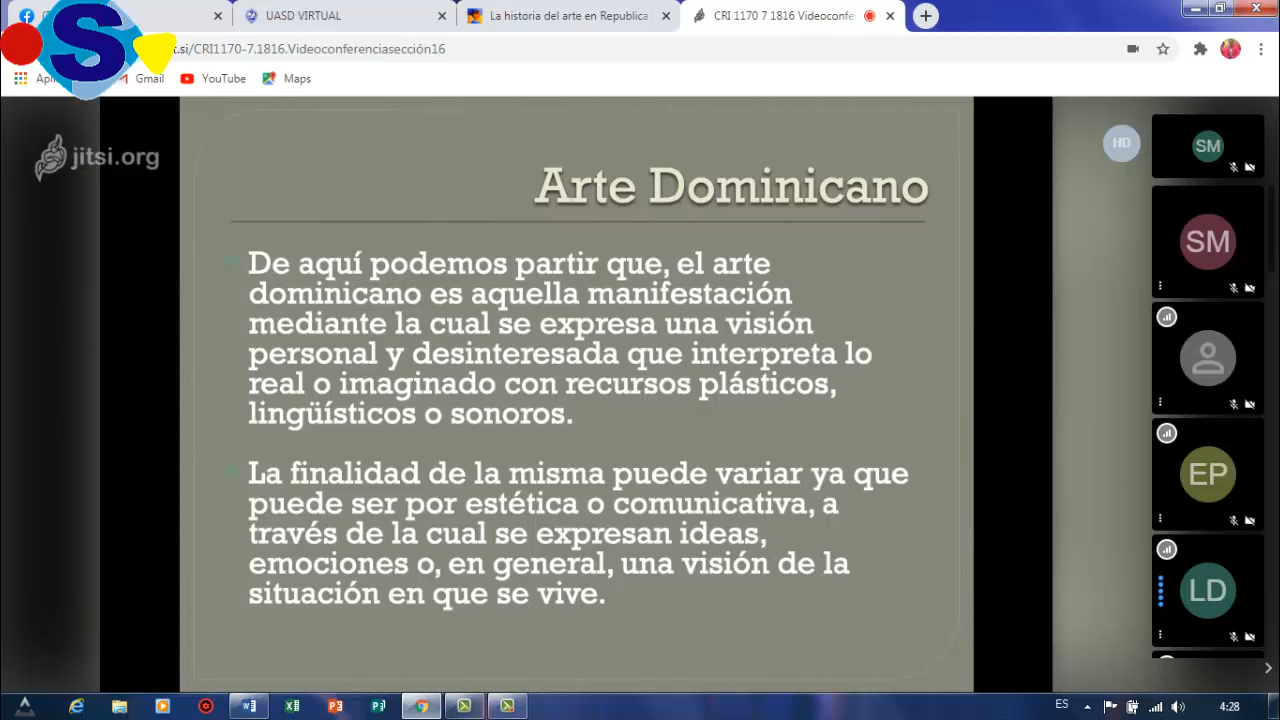 UASD VIRTUAL
La historia del arte en Republica
CRI 1170 7 1816 Videoconfe
t.si/CRI1170-7.1816.Videoconferenciasección16
Gmail
YouTube
Maps
S
jitsi.org
HD
SM
Arte Dominicano
De aquí podemos partir que, el arte
dominicano es aquella manifestación
mediante la cual se expresa una visión
personal y desinteresada que interpreta lo
real o imaginado con recursos plásticos,
lingüísticos o sonoros.
La finalidad de la misma puede variar ya que
puede ser por estética o comunicativa, a
través de la cual se expresan ideas,
emociones o, en general, una visión de la
situación en que se vive.
SM
EP
LD
ES
4:28